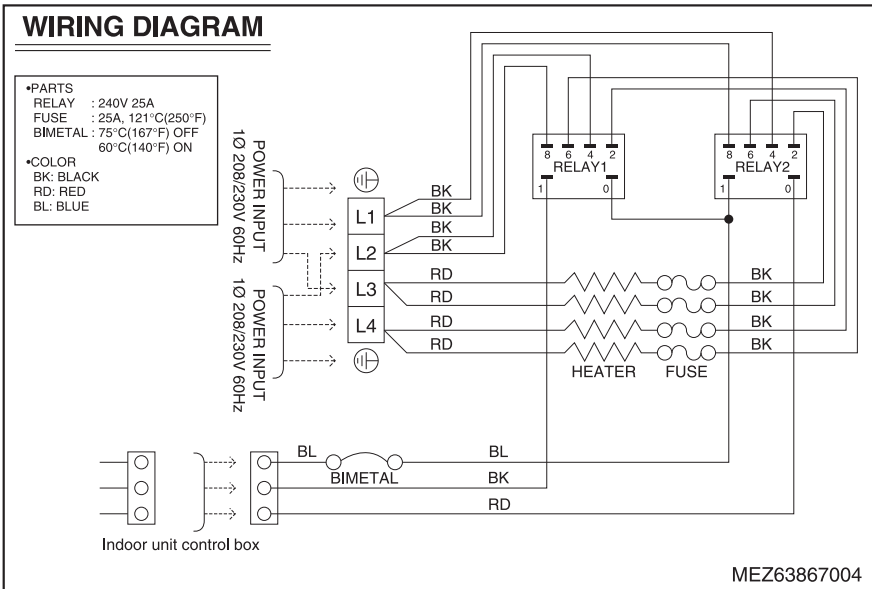 WIRING DIAGRAM
•PARTS
RELAY : 240V 25A
FUSE : 25A, 121°C(250°F)
BIMETAL : 75°C(167°F) OFF
60°C(140°F) ON
•COLOR
BK: BLACK
RD: RED
BL: BLUE
POWER INPUT
1Ø 208/230V 60Hz
POWER INPUT
1Ø 208/230V 60Hz
L1
L2
L3
L4
BK
BK
BK
BK
RD
RD
RD
RD
HEATER
FUSE
BK
BK
BK
BK
8 6 4 2
RELAY1
1 0
8 6 4 2
RELAY2
1 0
BL
BIMETAL
BL
BK
RD
Indoor unit control box
MEZ63867004